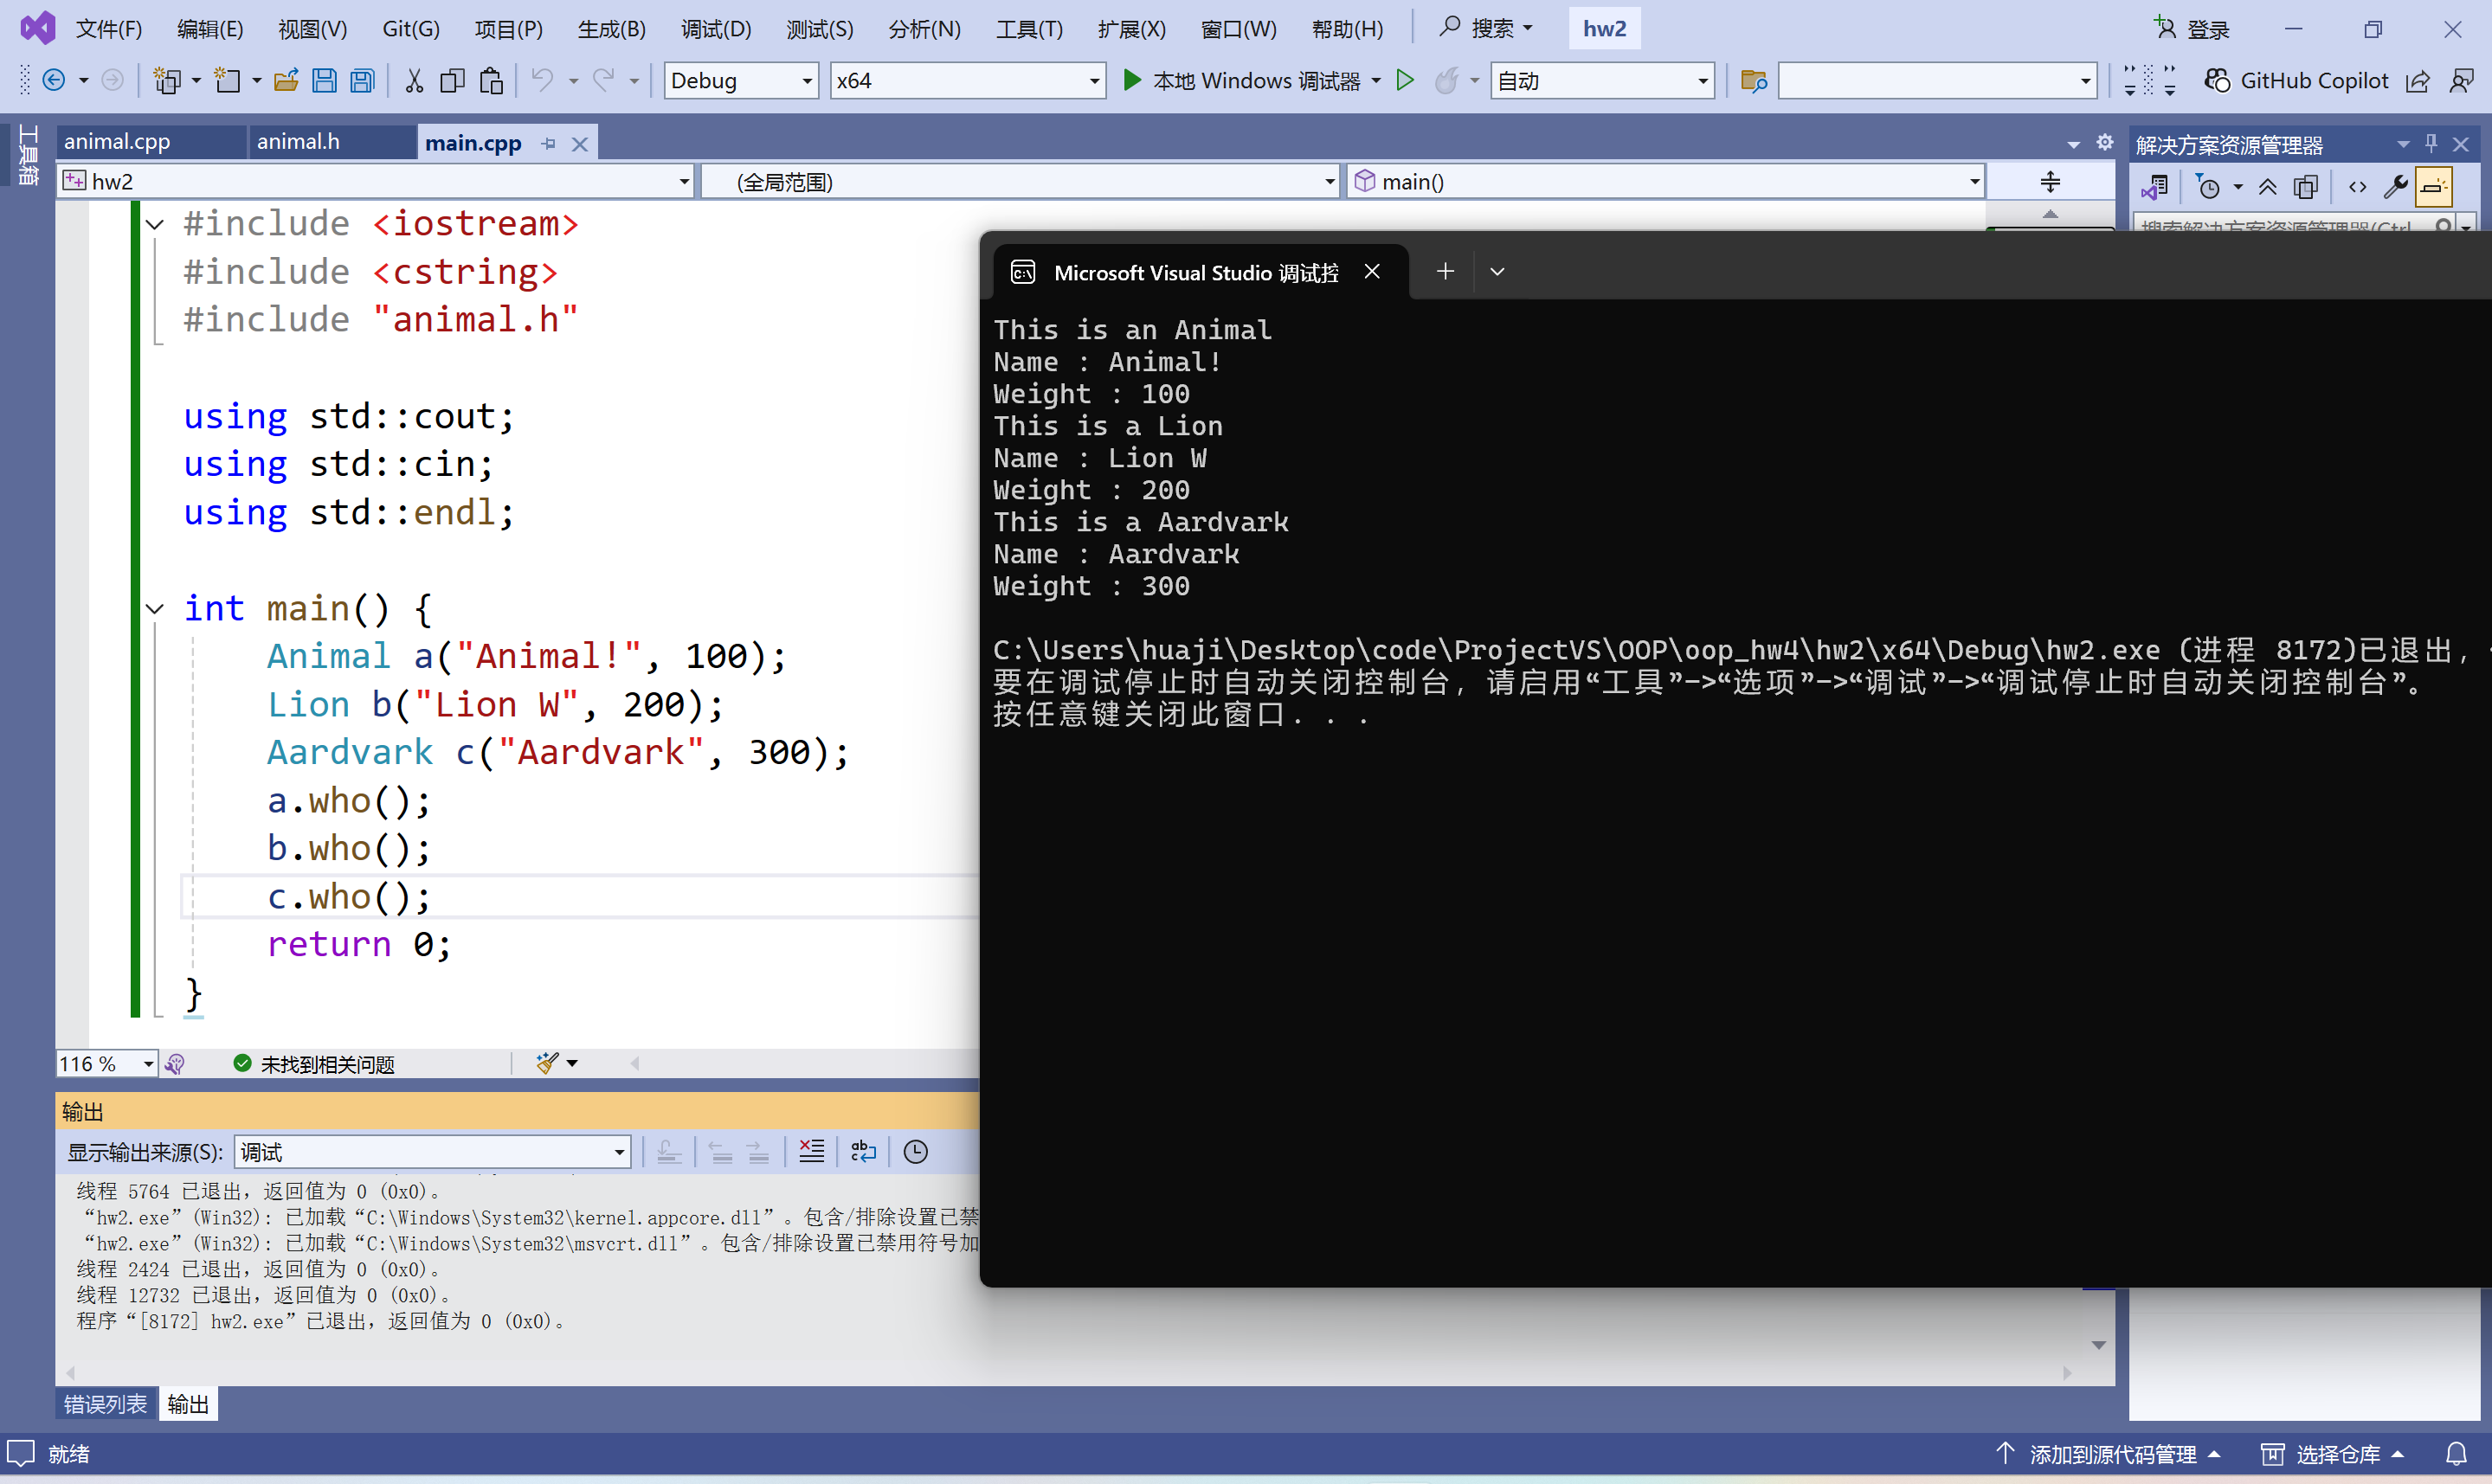 文件(F) 编辑(E) 视图(V) Git(G) 项目(P) 生成(B) 调试(D) 测试(S) 分析(N) 工具(T) 扩展(X) 窗口(W) 帮助(H) 搜索 hw2 登录
Debug x64 本地 Windows 调试器 自动 GitHub Copilot
工具箱
animal.cpp animal.h main.cpp
hw2 (全局范围) main()
解决方案资源管理器
#include <iostream>
#include <cstring>
#include "animal.h"
using std::cout;
using std::cin;
using std::endl;
int main() {
Animal a("Animal!", 100);
Lion b("Lion W", 200);
Aardvark c("Aardvark", 300);
a.who();
b.who();
c.who();
return 0;
}
116 % 未找到相关问题
Microsoft Visual Studio 调试控
This is an Animal
Name : Animal!
Weight : 100
This is a Lion
Name : Lion W
Weight : 200
This is a Aardvark
Name : Aardvark
Weight : 300
C:\Users\huaji\Desktop\code\ProjectVS\OOP\oop_hw4\hw2\x64\Debug\hw2.exe (进程 8172)已退出，
要在调试停止时自动关闭控制台，请启用“工具”->“选项”->“调试”->“调试停止时自动关闭控制台”。
按任意键关闭此窗口. . .
输出
显示输出来源(S): 调试
线程 5764 已退出，返回值为 0 (0x0)。
“hw2.exe”(Win32): 已加载“C:\Windows\System32\kernel.appcore.dll”。包含/排除设置已禁
“hw2.exe”(Win32): 已加载“C:\Windows\System32\msvcrt.dll”。包含/排除设置已禁用符号加
线程 2424 已退出，返回值为 0 (0x0)。
线程 12732 已退出，返回值为 0 (0x0)。
程序“[8172] hw2.exe”已退出，返回值为 0 (0x0)。
错误列表 输出
就绪 添加到源代码管理 选择仓库